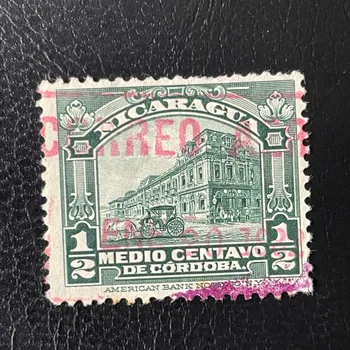 NICARAGUA
CORREO
1/2 MEDIO CENTAVO 1/2
DE CÓRDOBA
AMERICAN BANK NO